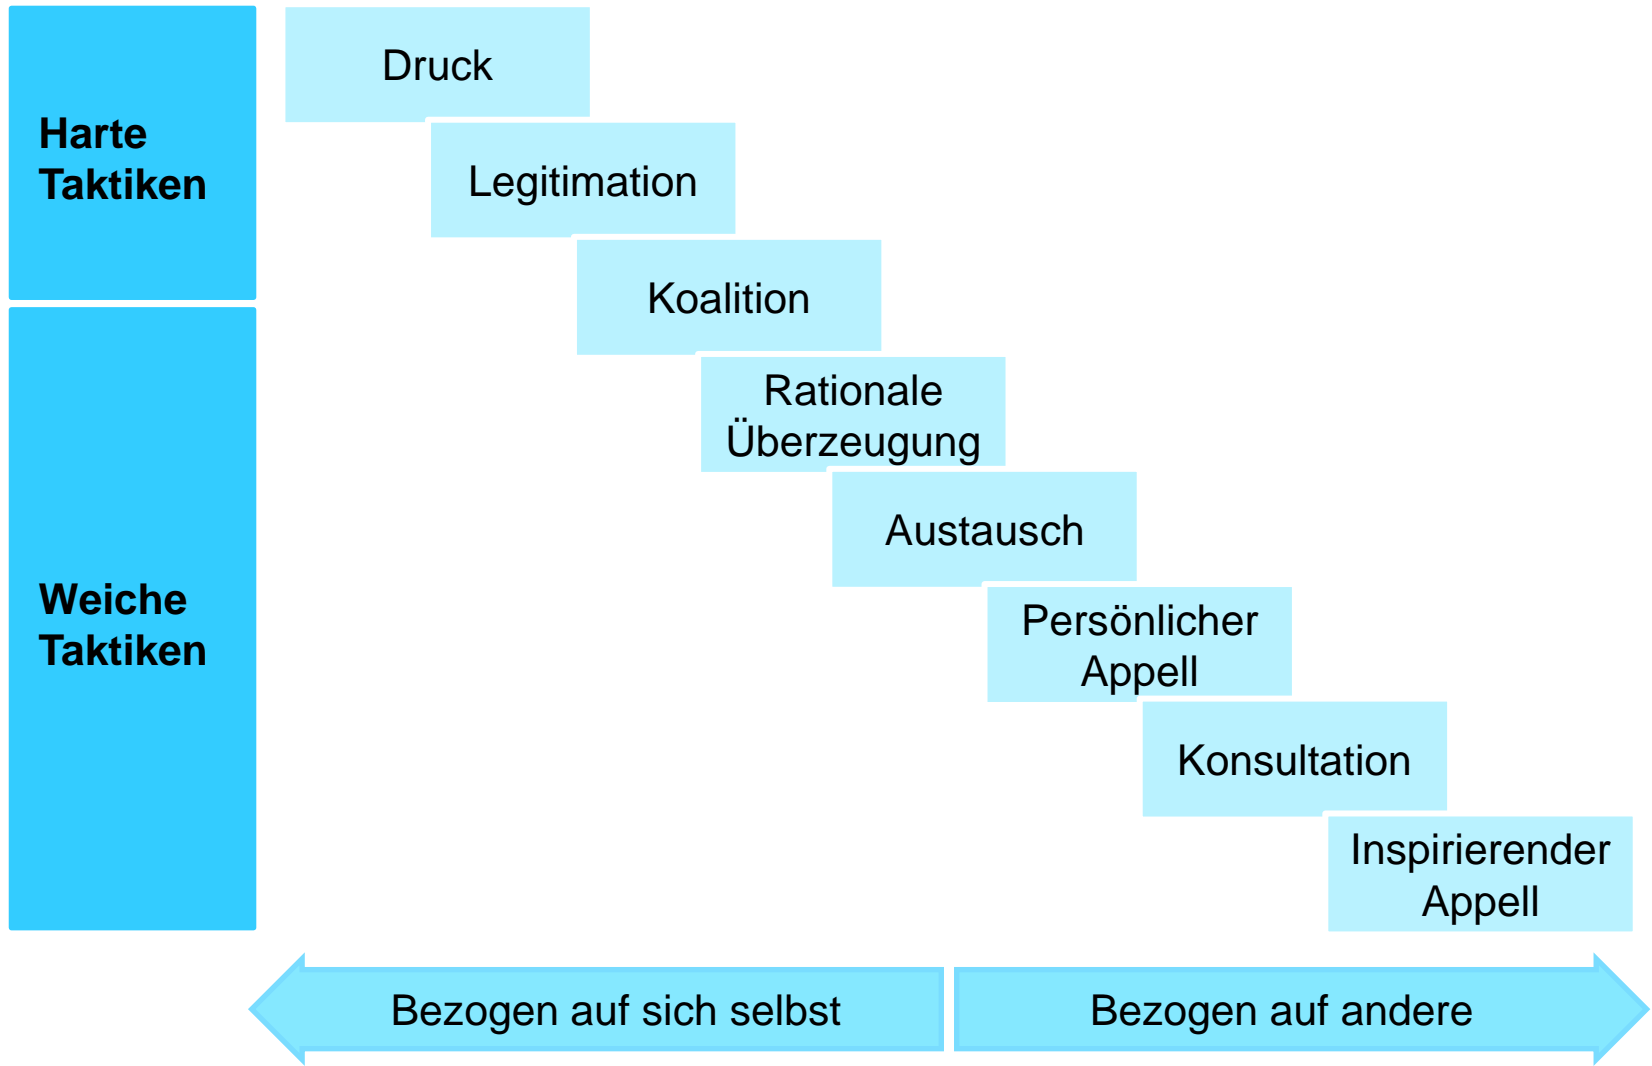 Harte
Taktiken
Weiche
Taktiken
Druck
Legitimation
Koalition
Rationale
Überzeugung
Austausch
Persönlicher
Appell
Konsultation
Inspirierender
Appell
Bezogen auf sich selbst
Bezogen auf andere